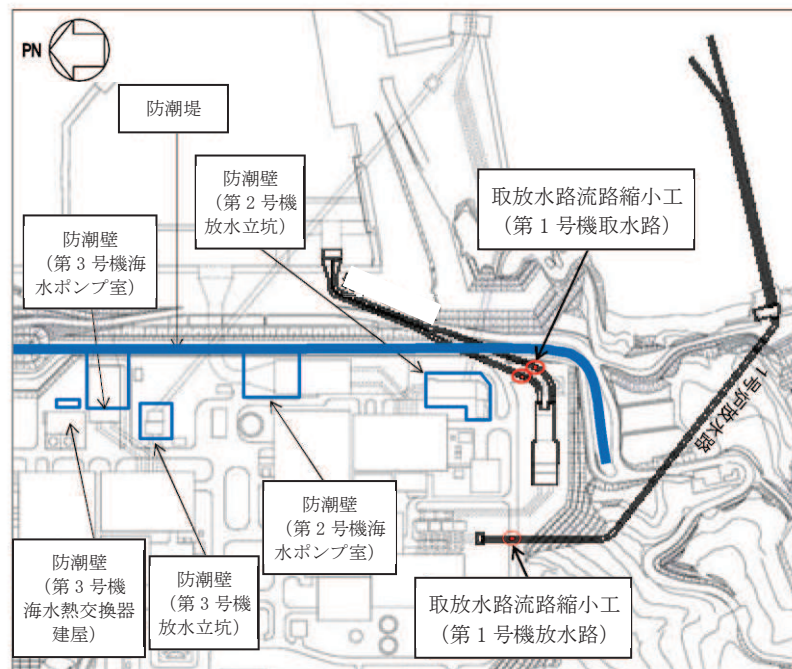 PN
防潮堤
防潮壁
（第２号機
放水立坑）
取放水路流路縮小工
（第１号機取水路）
防潮壁
（第３号機海
水ポンプ室）
1号炉放水路
防潮壁
（第２号機海
水ポンプ室）
防潮壁
（第３号機
海水熱交換器
建屋）
防潮壁
（第３号機
放水立坑）
取放水路流路縮小工
（第１号機放水路）